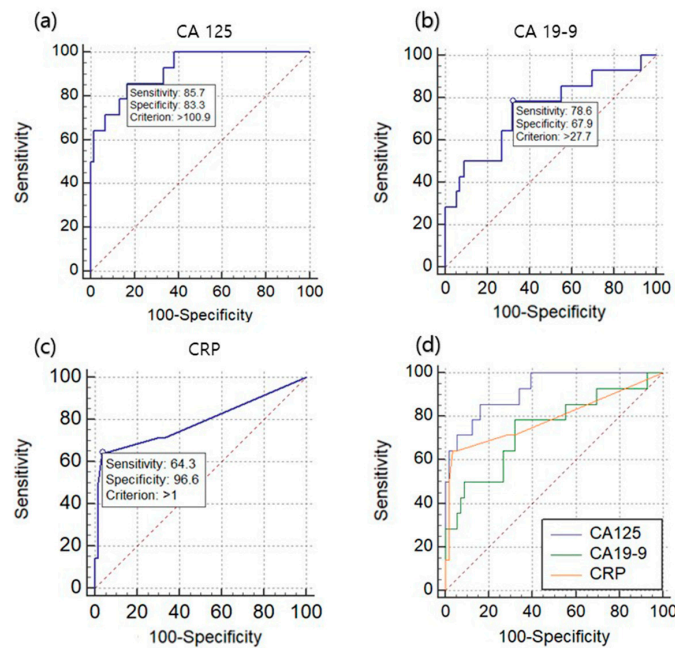 (a)
CA 125
100
80
60
40
20
0
Sensitivity
Sensitivity: 85.7
Specificity: 83.3
Criterion: >100.9
0 20 40 60 80 100
100-Specificity
(b)
CA 19-9
100
80
60
40
20
0
Sensitivity
Sensitivity: 78.6
Specificity: 67.9
Criterion: >27.7
0 20 40 60 80 100
100-Specificity
(c)
CRP
100
80
60
40
20
0
Sensitivity
Sensitivity: 64.3
Specificity: 96.6
Criterion: >1
0 20 40 60 80 100
100-Specificity
(d)
100
80
60
40
20
0
Sensitivity
CA125
CA19-9
CRP
0 20 40 60 80 100
100-Specificity